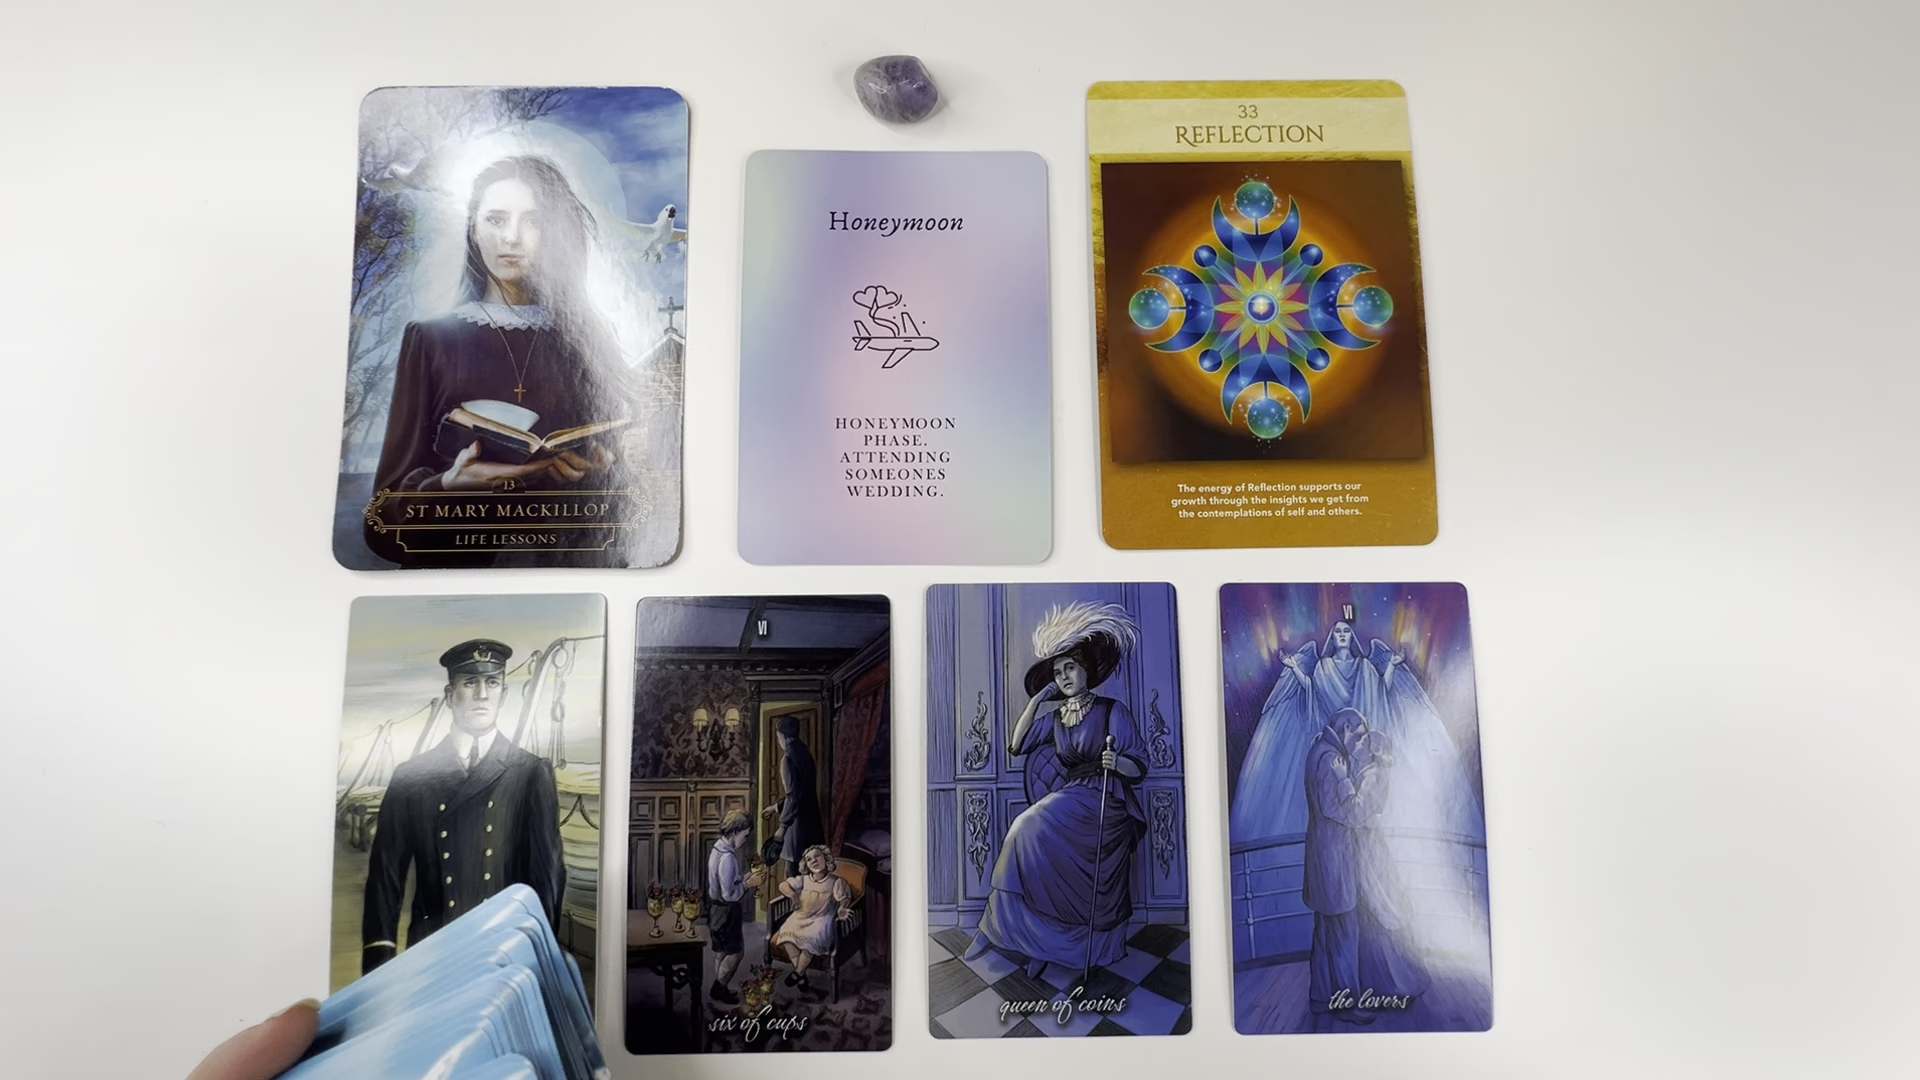 13
ST MARY MACKILLOP
LIFE LESSONS
Honeymoon
HONEYMOON
PHASE.
ATTENDING
SOMEONES
WEDDING.
33
REFLECTION
The energy of Reflection supports our
growth through the insights we get from
the contemplations of self and others.
VI
six of cups
queen of coins
VI
the lovers